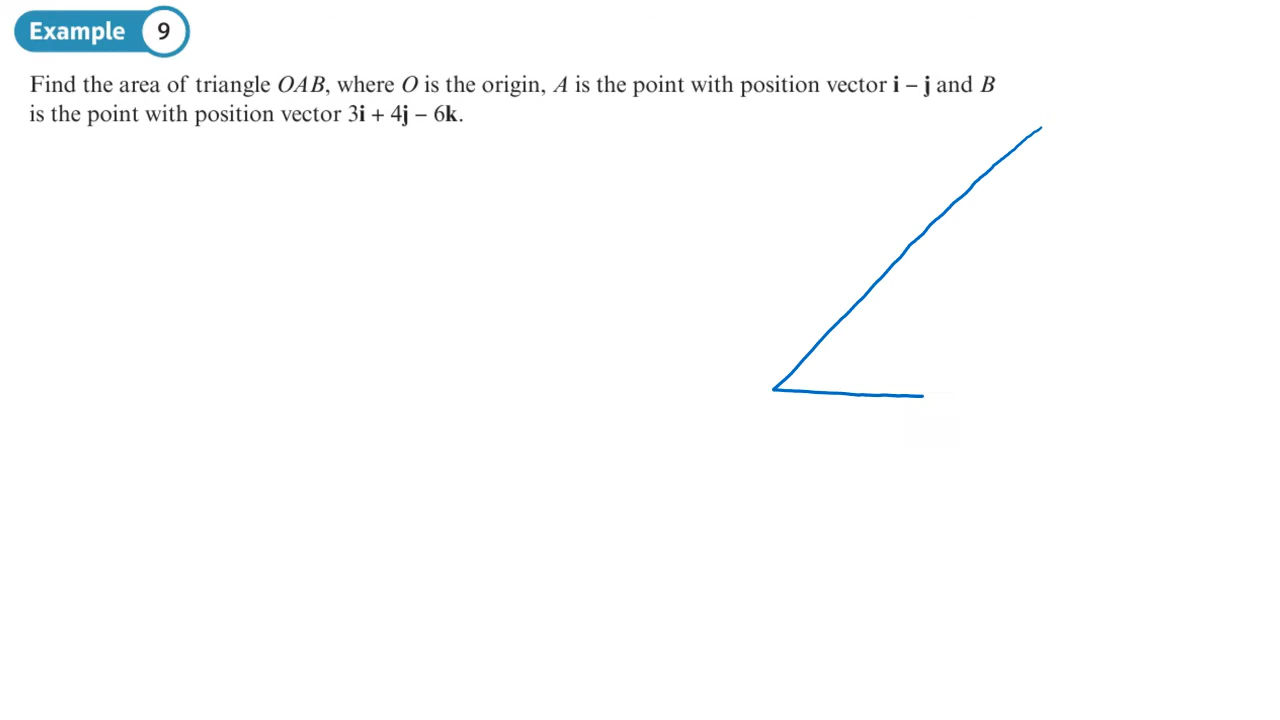 Example 9
Find the area of triangle OAB, where O is the origin, A is the point with position vector i – j and B
is the point with position vector 3i + 4j – 6k.